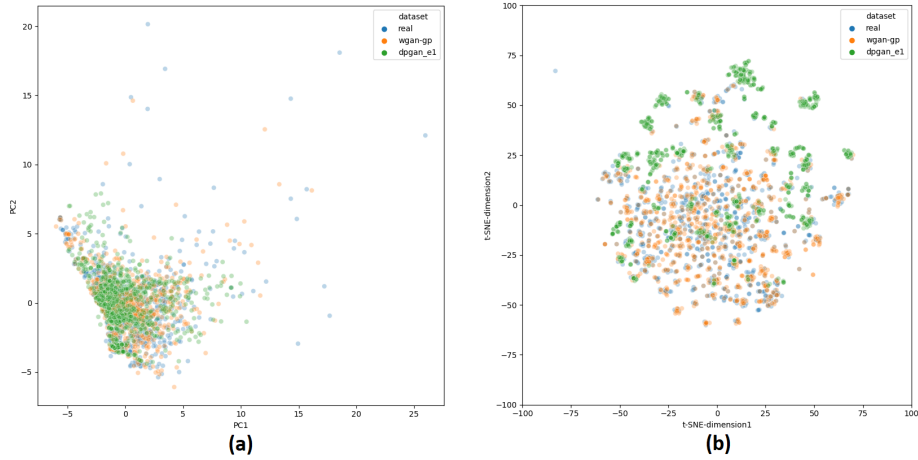 dataset
real
wgan-gp
dpgan_e1
20
15
10
5
0
−5
PC2
−5
0
5
10
15
20
25
PC1
(a)
dataset
real
wgan-gp
dpgan_e1
100
75
50
25
0
−25
−50
−75
−100
t-SNE-dimension2
−100
−75
−50
−25
0
25
50
75
100
t-SNE-dimension1
(b)